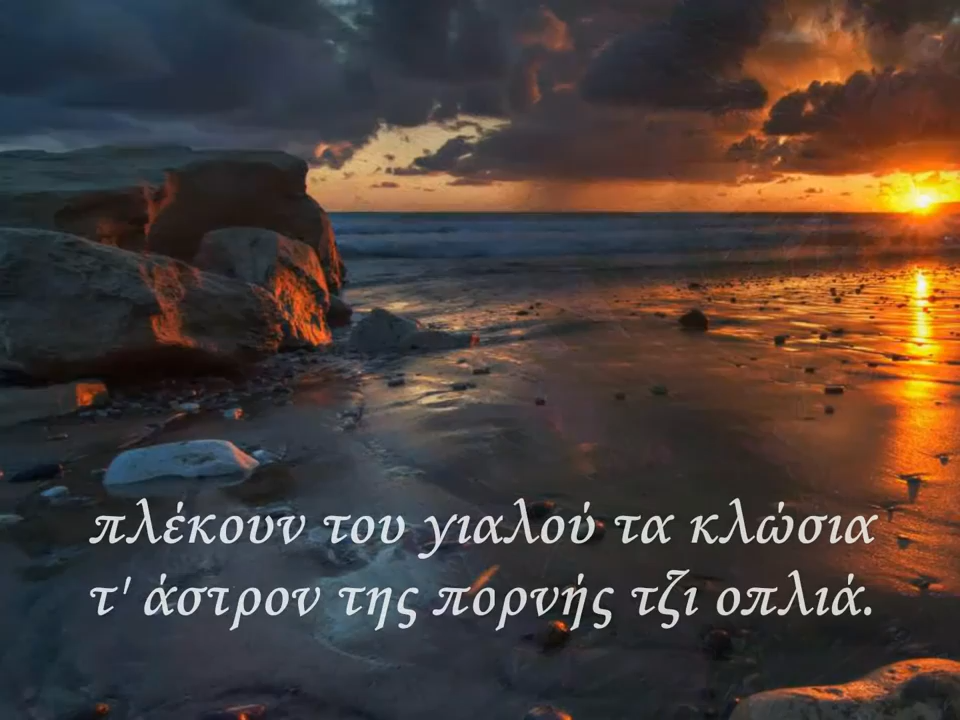 πλέκουν του γιαλού τα κλώσια
τ' άστρον της πορνής τζι οπλιά.